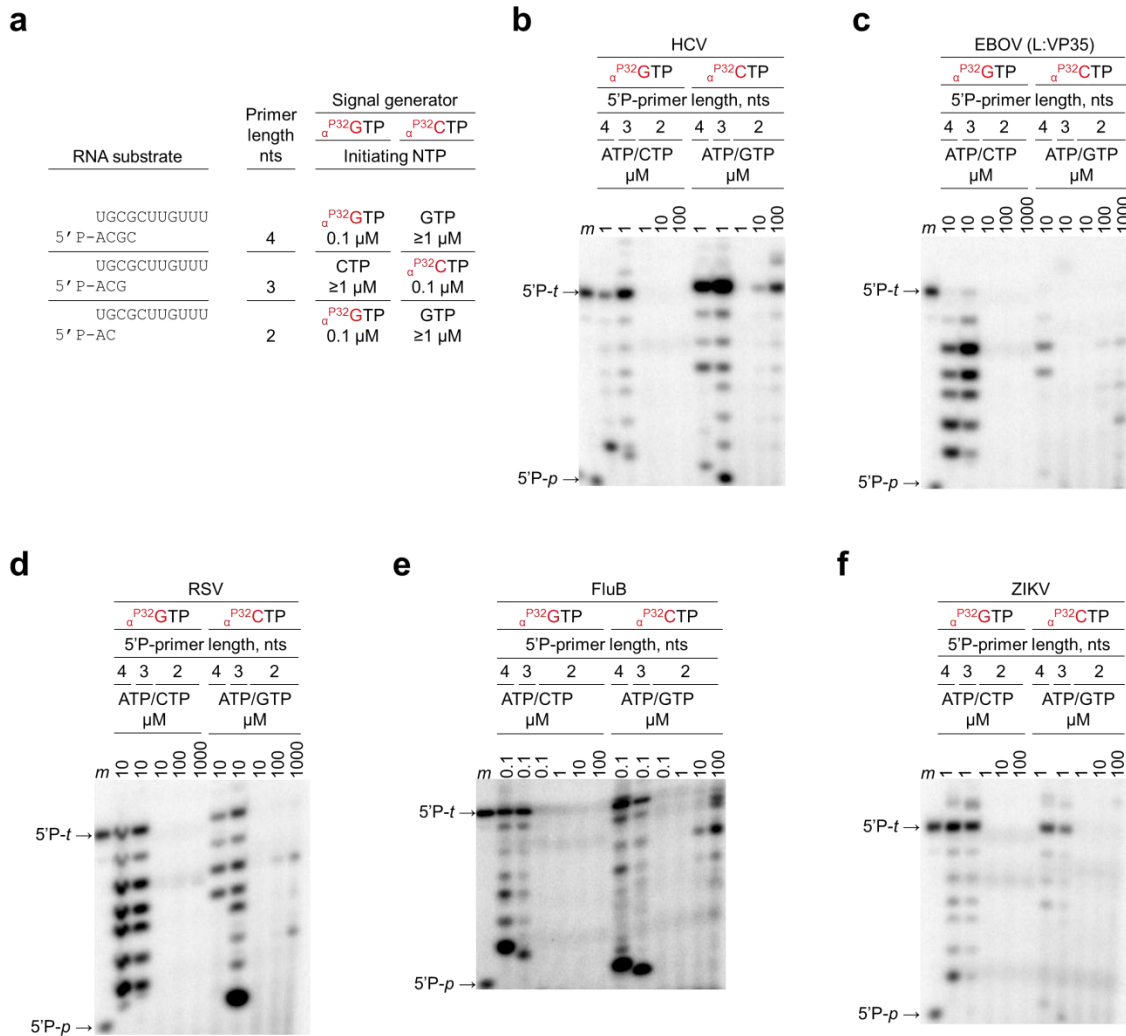 a
Primer length nts
Signal generator
αP32GTP αP32CTP
RNA substrate
Initiating NTP
UGCGCUUGUUU
5'P-ACGC
4
αP32GTP
0.1 µM
GTP
≥1 µM
UGCGCUUGUUU
5'P-ACG
3
CTP
≥1 µM
αP32CTP
0.1 µM
UGCGCUUGUUU
5'P-AC
2
αP32GTP
0.1 µM
GTP
≥1 µM
b
HCV
αP32GTP αP32CTP
5'P-primer length, nts
4 3 2 4 3 2
ATP/CTP ATP/GTP
µM µM
m 1 1 1 10 100 1 1 1 10 100
5'P-t →
5'P-p →
c
EBOV (L:VP35)
αP32GTP αP32CTP
5'P-primer length, nts
4 3 2 4 3 2
ATP/CTP ATP/GTP
µM µM
m 10 10 10 100 1000 10 10 10 100 1000
5'P-t →
5'P-p →
d
RSV
αP32GTP αP32CTP
5'P-primer length, nts
4 3 2 4 3 2
ATP/CTP ATP/GTP
µM µM
m 10 10 10 100 1000 10 10 10 100 1000
5'P-t →
5'P-p →
e
FluB
αP32GTP αP32CTP
5'P-primer length, nts
4 3 2 4 3 2
ATP/CTP ATP/GTP
µM µM
m 0.1 0.1 0.1 1 10 100 0.1 0.1 0.1 1 10 100
5'P-t →
5'P-p →
f
ZIKV
αP32GTP αP32CTP
5'P-primer length, nts
4 3 2 4 3 2
ATP/CTP ATP/GTP
µM µM
m 1 1 1 10 100 1 1 1 10 100
5'P-t →
5'P-p →